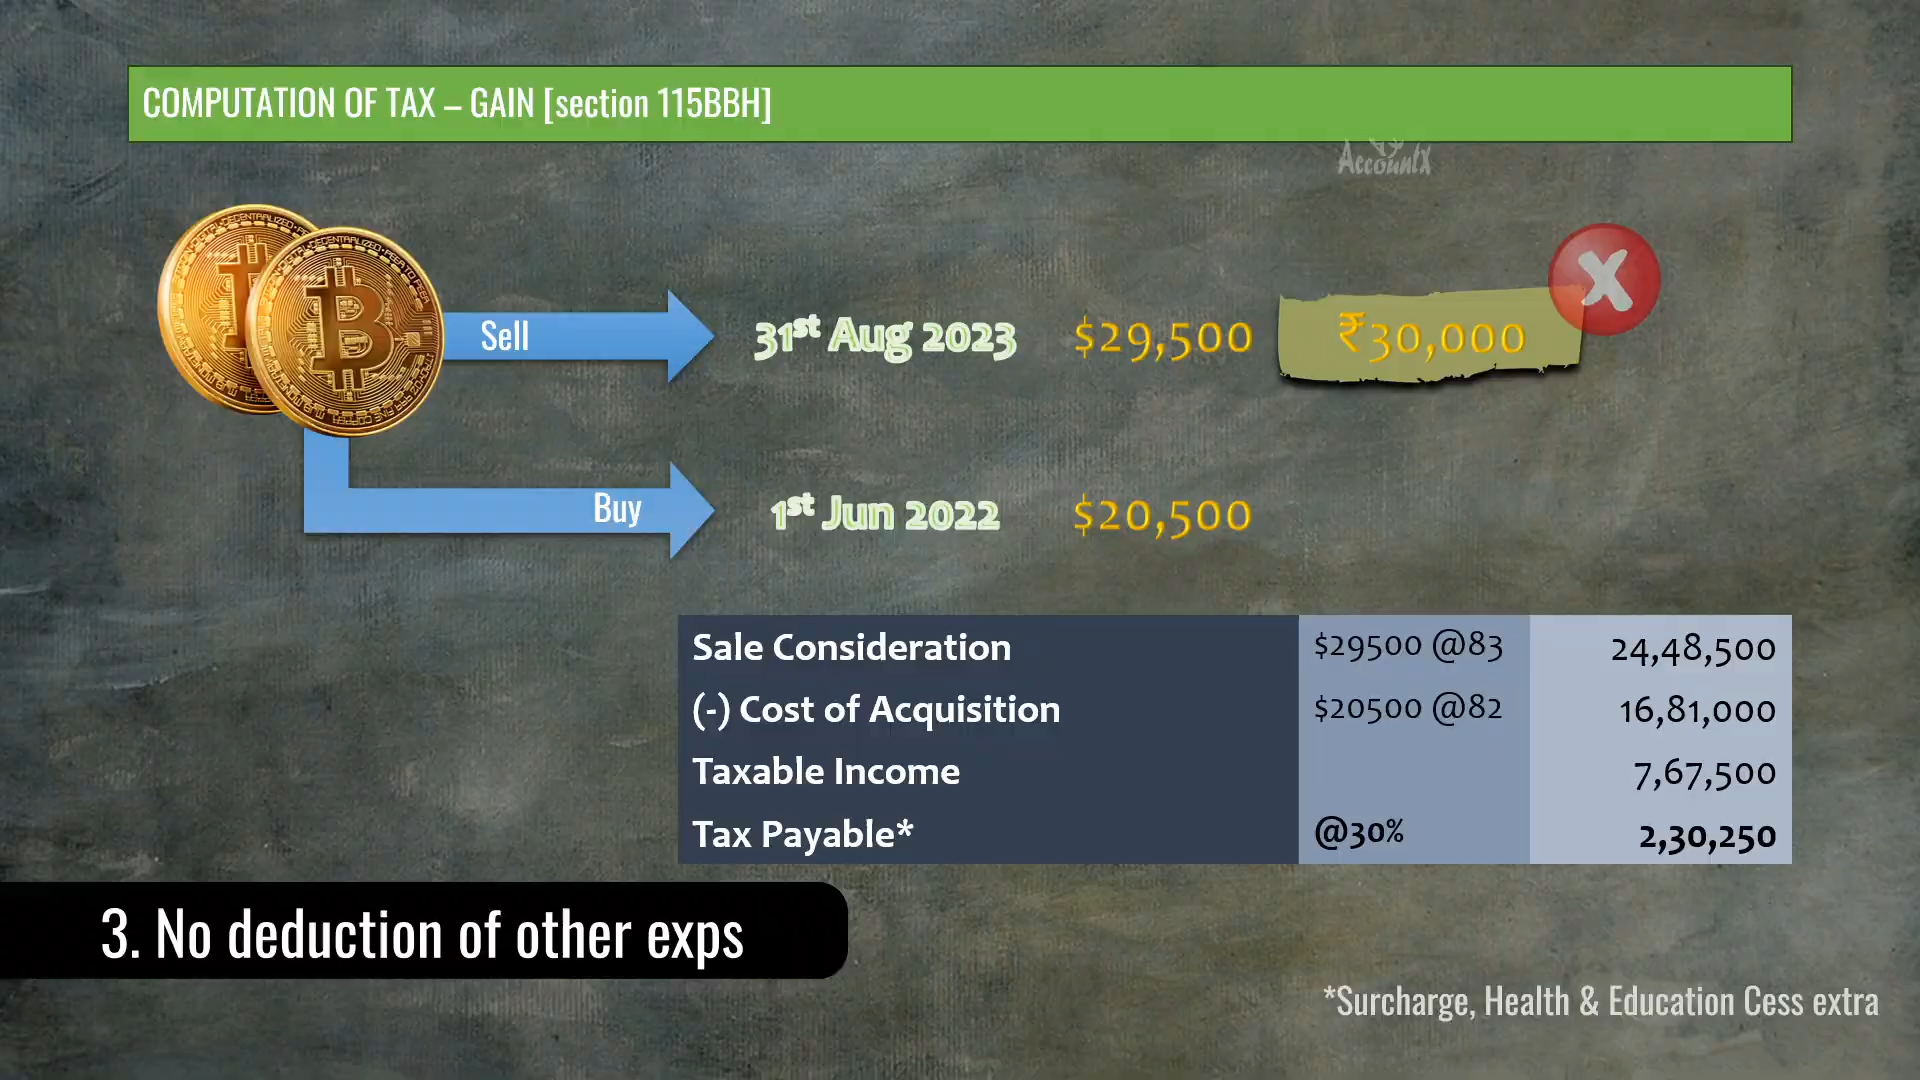 COMPUTATION OF TAX – GAIN [section 115BBH]
AccountX
Sell
31st Aug 2023
$29,500
₹30,000
X
Buy
1st Jun 2022
$20,500
Sale Consideration $29500 @83 24,48,500
(-) Cost of Acquisition $20500 @82 16,81,000
Taxable Income 7,67,500
Tax Payable* @30% 2,30,250
3. No deduction of other exps
*Surcharge, Health & Education Cess extra